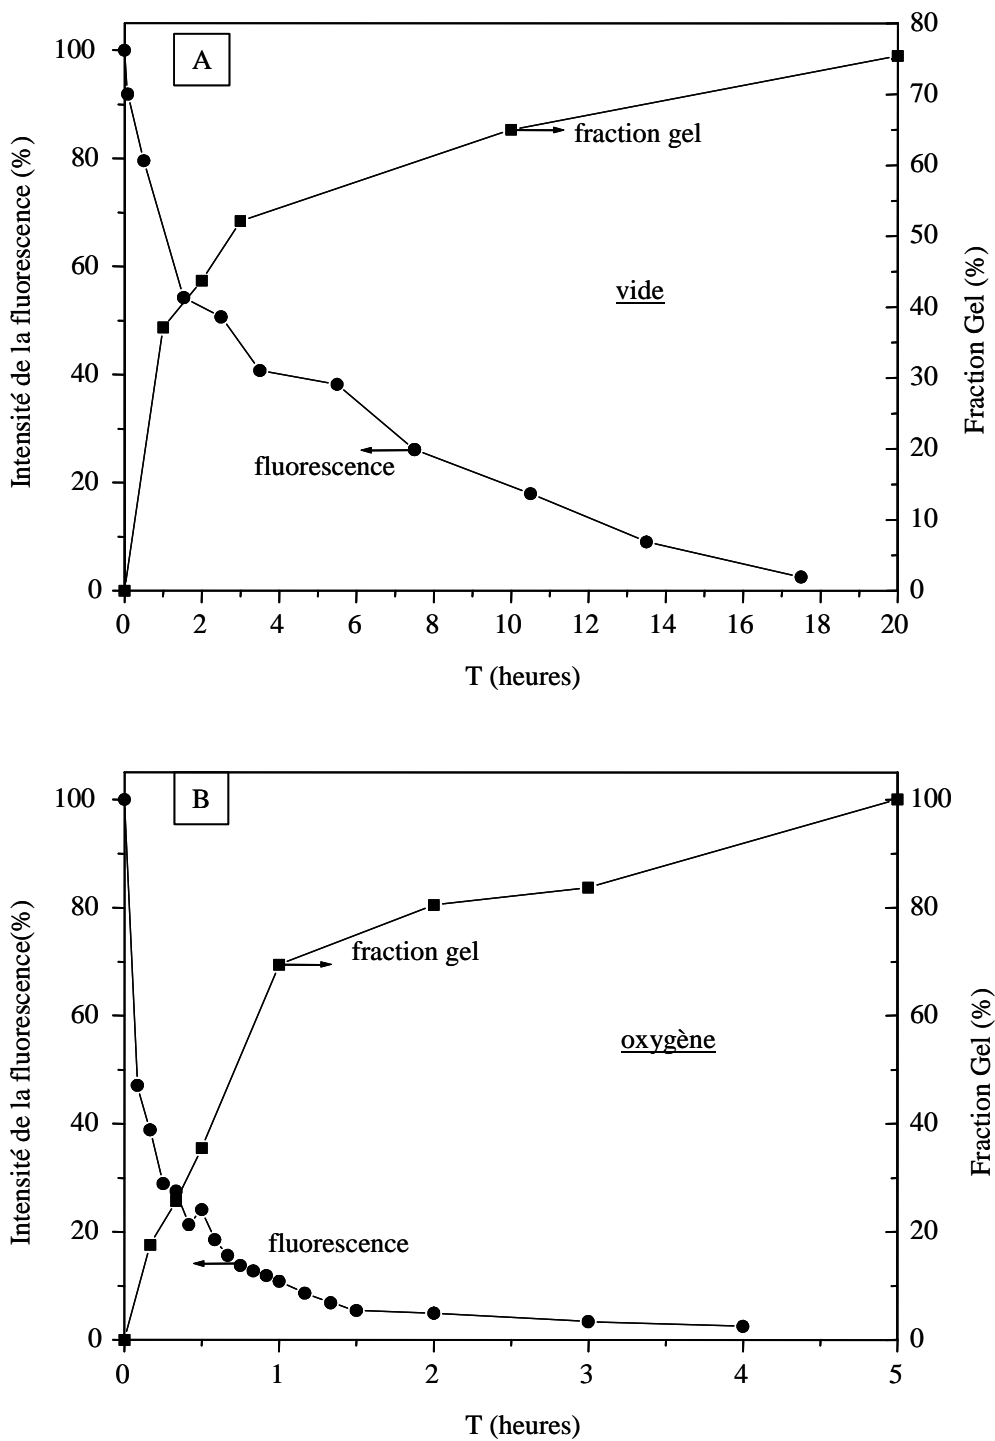 A
100
80
60
40
20
0
Intensité de la fluorescence (%)
80
70
60
50
40
30
20
10
0
Fraction Gel (%)
fraction gel
vide
fluorescence
0 2 4 6 8 10 12 14 16 18 20
T (heures)
B
100
80
60
40
20
0
Intensité de la fluorescence(%)
100
80
60
40
20
0
Fraction Gel (%)
fraction gel
oxygène
fluorescence
0 1 2 3 4 5
T (heures)